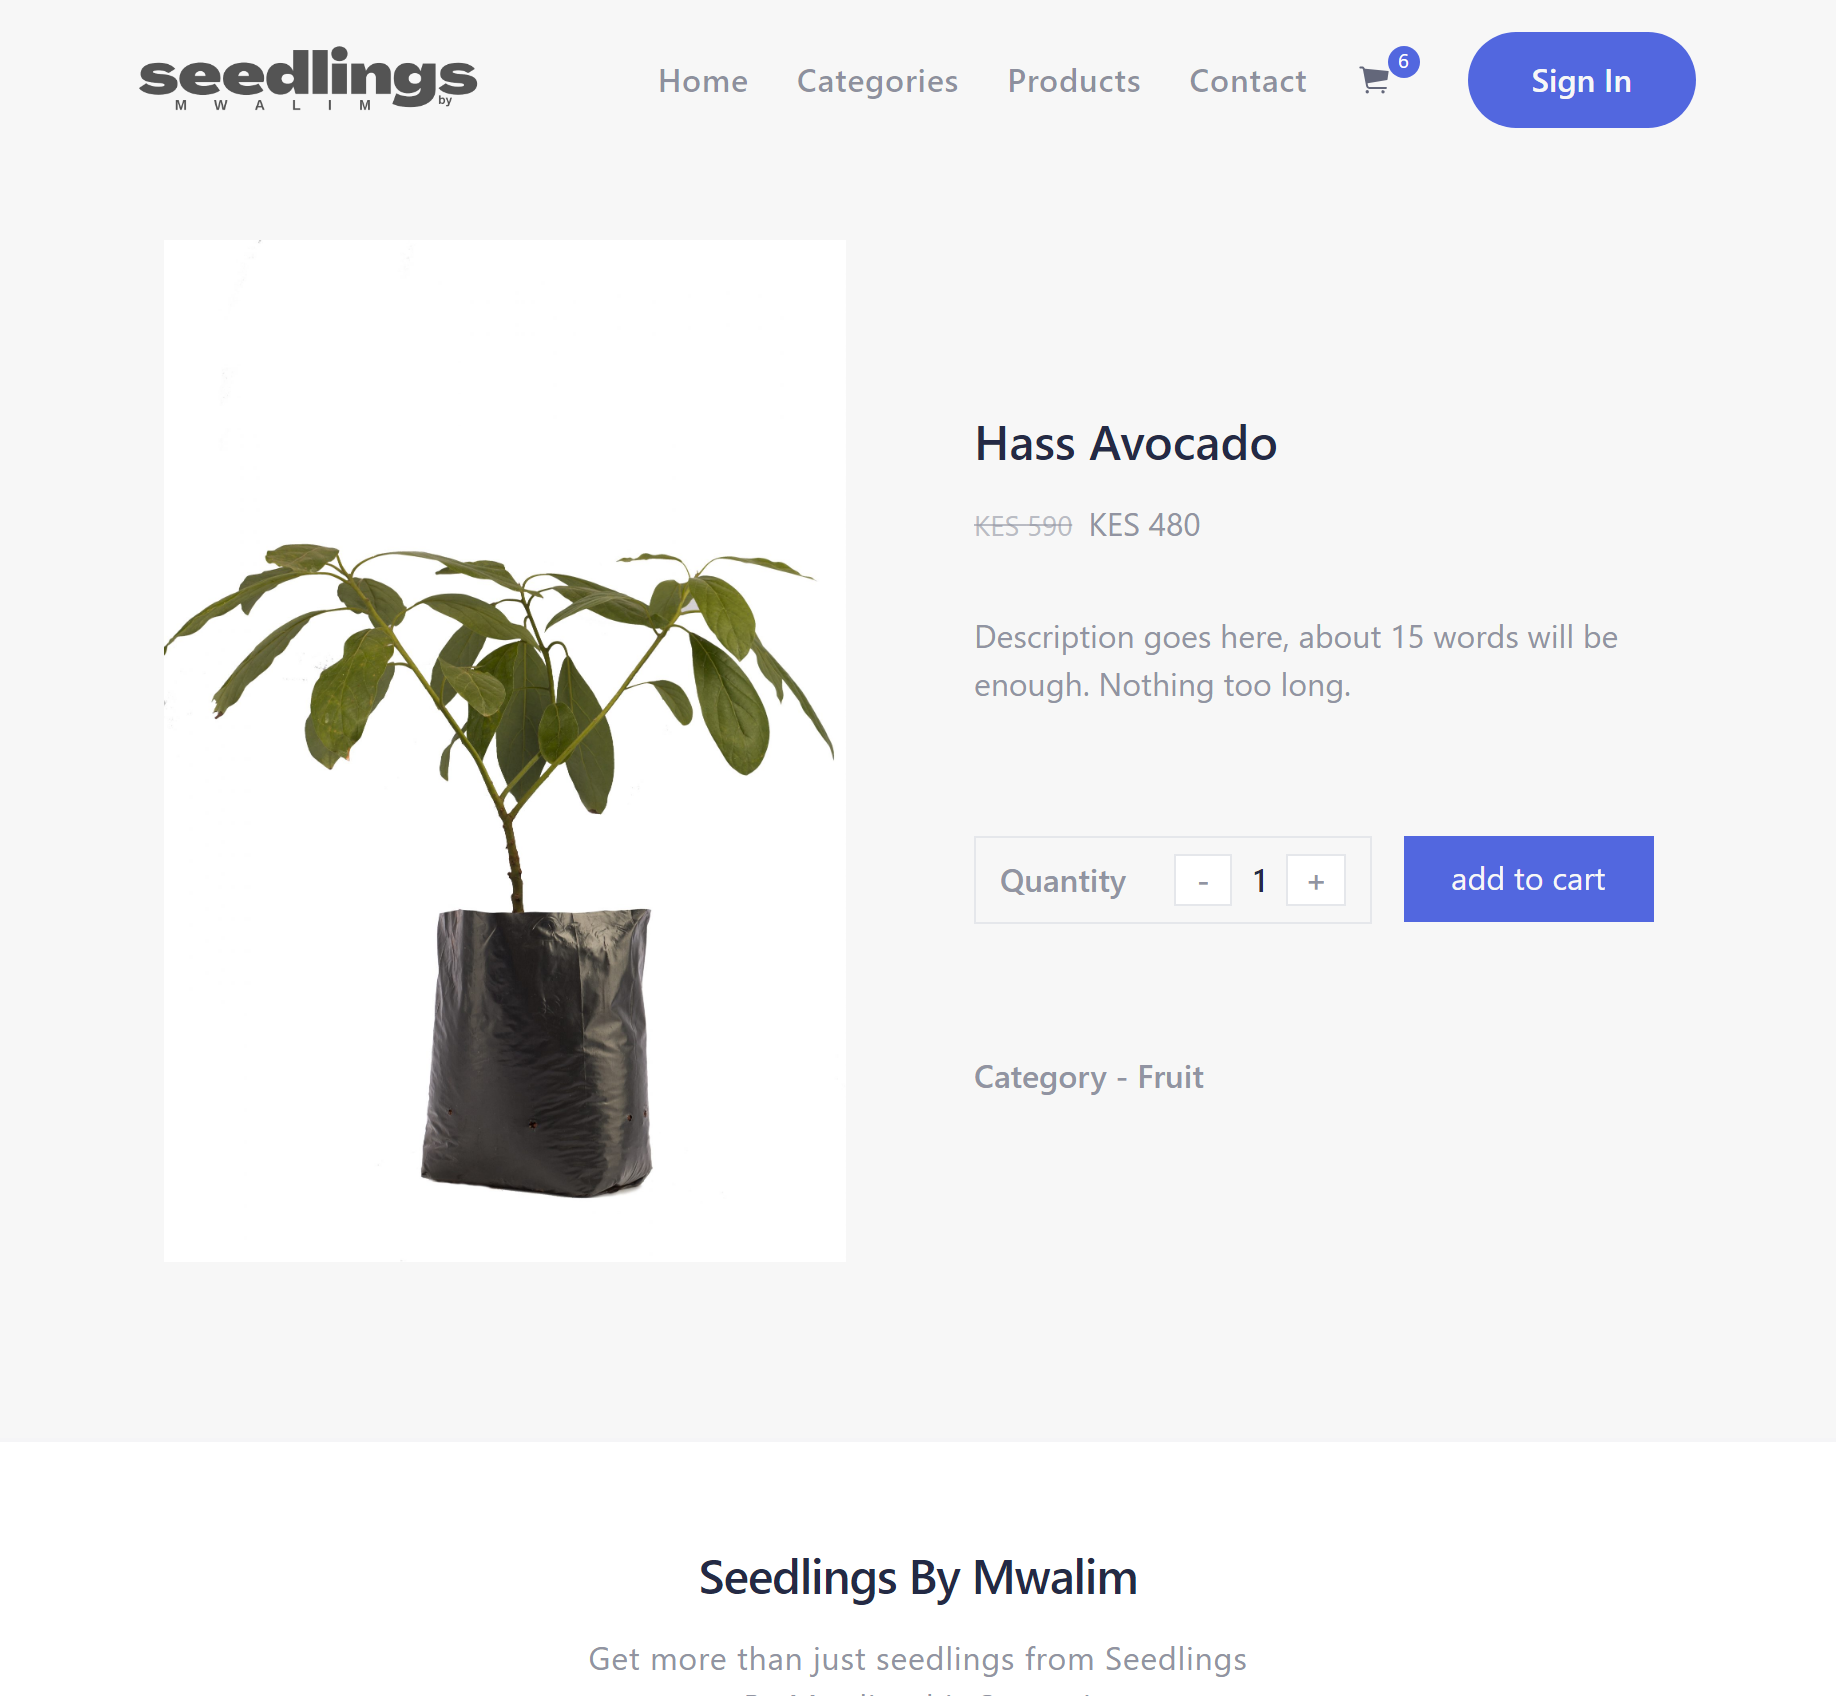 seedlings
MWALIM by
Home Categories Products Contact 6 Sign In
Hass Avocado
KES 590 KES 480
Description goes here, about 15 words will be
enough. Nothing too long.
Quantity - 1 + add to cart
Category - Fruit
Seedlings By Mwalim
Get more than just seedlings from Seedlings